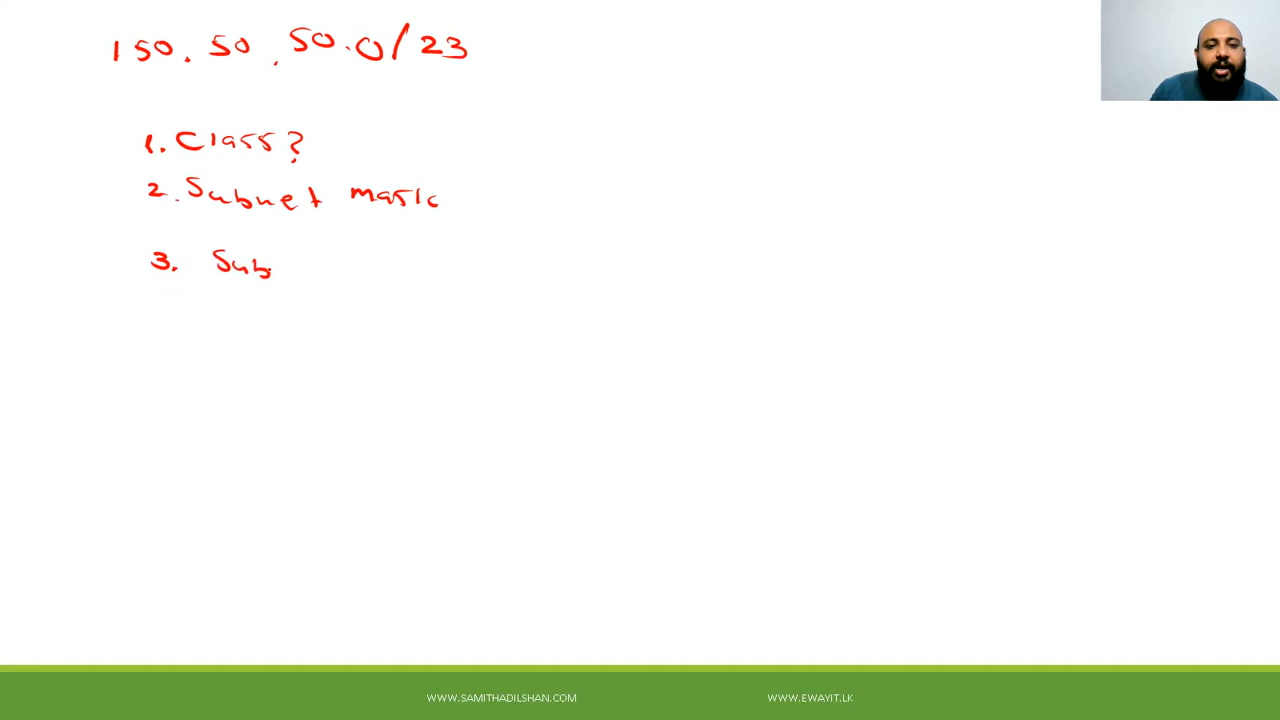 150.50.50.0/23
1. Class?
2. Subnet mask
3. Sub
WWW.SAMITHADILSHAN.COM WWW.EWAYIT.LK